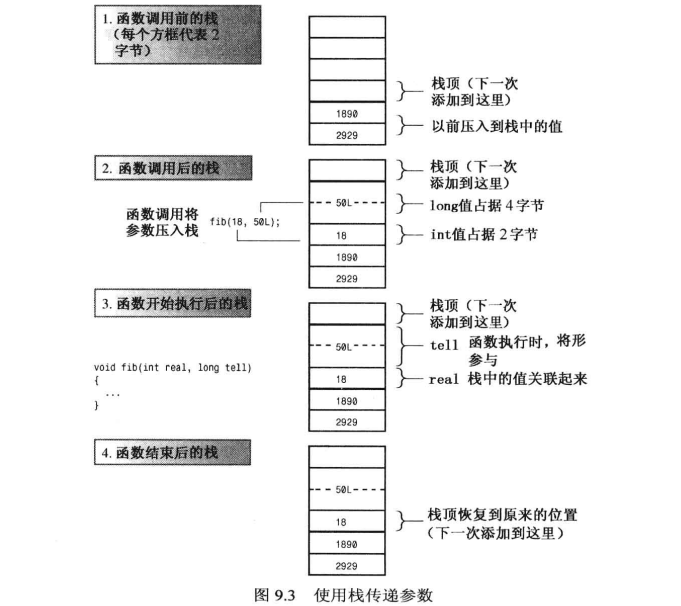 1. 函数调用前的栈
（每个方框代表 2
字节）
栈顶（下一次
添加到这里）
1890
以前压入到栈中的值
2929
2. 函数调用后的栈
栈顶（下一次
添加到这里）
50L
long值占据 4 字节
函数调用将
参数压入栈
fib(18, 50L);
18
int值占据 2 字节
1890
2929
3. 函数开始执行后的栈
栈顶（下一次
添加到这里）
50L
tell 函数执行时，将形
参与
void fib(int real, long tell)
{
...
}
18
real 栈中的值关联起来
1890
2929
4. 函数结束后的栈
50L
18
栈顶恢复到原来的位置
（下一次添加到这里）
1890
2929
图 9.3 使用栈传递参数